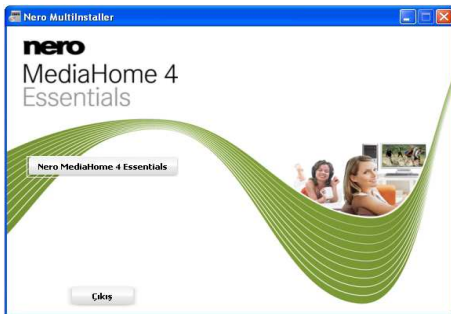 Nero MultiInstaller
nero
MediaHome 4
Essentials
Nero MediaHome 4 Essentials
Çıkış